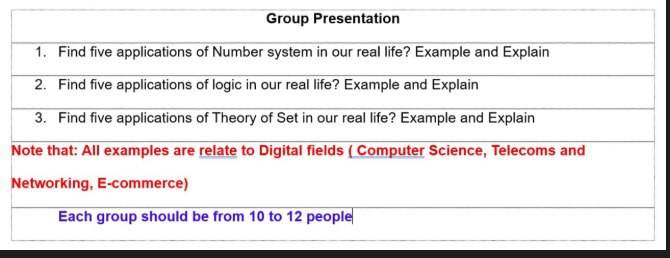 Group Presentation
1. Find five applications of Number system in our real life? Example and Explain
2. Find five applications of logic in our real life? Example and Explain
3. Find five applications of Theory of Set in our real life? Example and Explain
Note that: All examples are relate to Digital fields ( Computer Science, Telecoms and
Networking, E-commerce)
Each group should be from 10 to 12 people